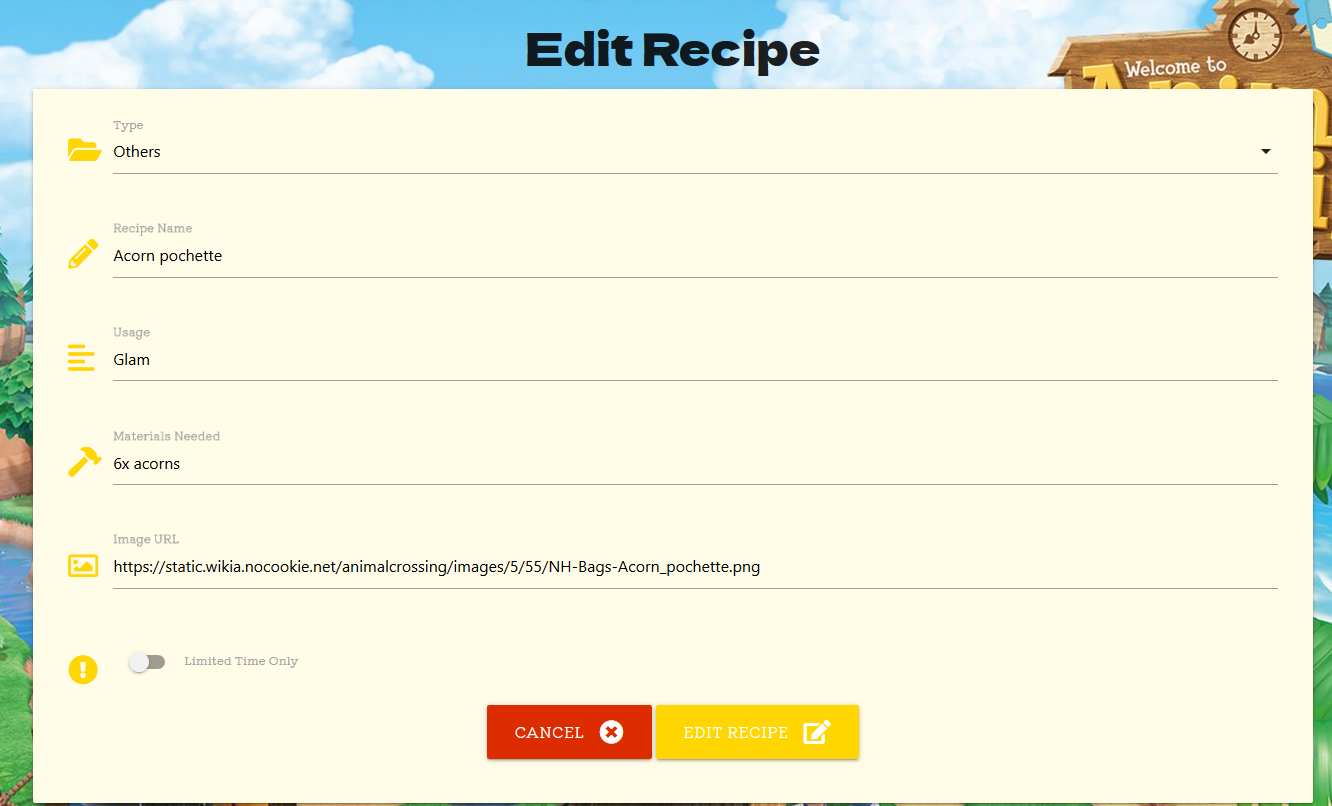 Edit Recipe
Welcome to
Type
Others
Recipe Name
Acorn pochette
Usage
Glam
Materials Needed
6x acorns
Image URL
https://static.wikia.nocookie.net/animalcrossing/images/5/55/NH-Bags-Acorn_pochette.png
Limited Time Only
CANCEL
EDIT RECIPE